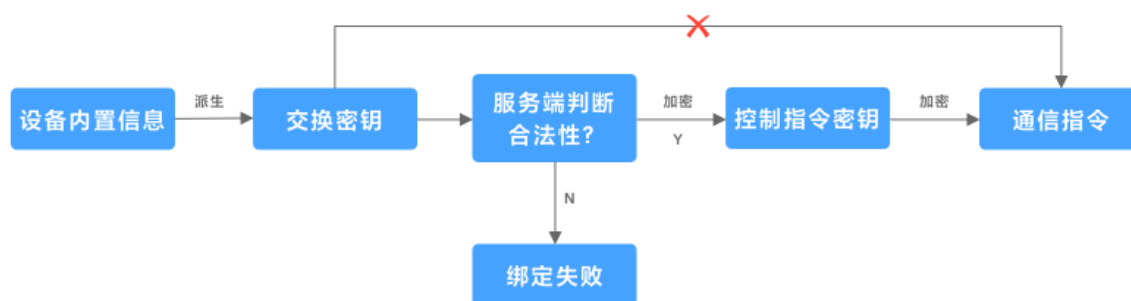 设备内置信息
派生
交换密钥
服务端判断
合法性?
加密
Y
控制指令密钥
加密
通信指令
N
绑定失败